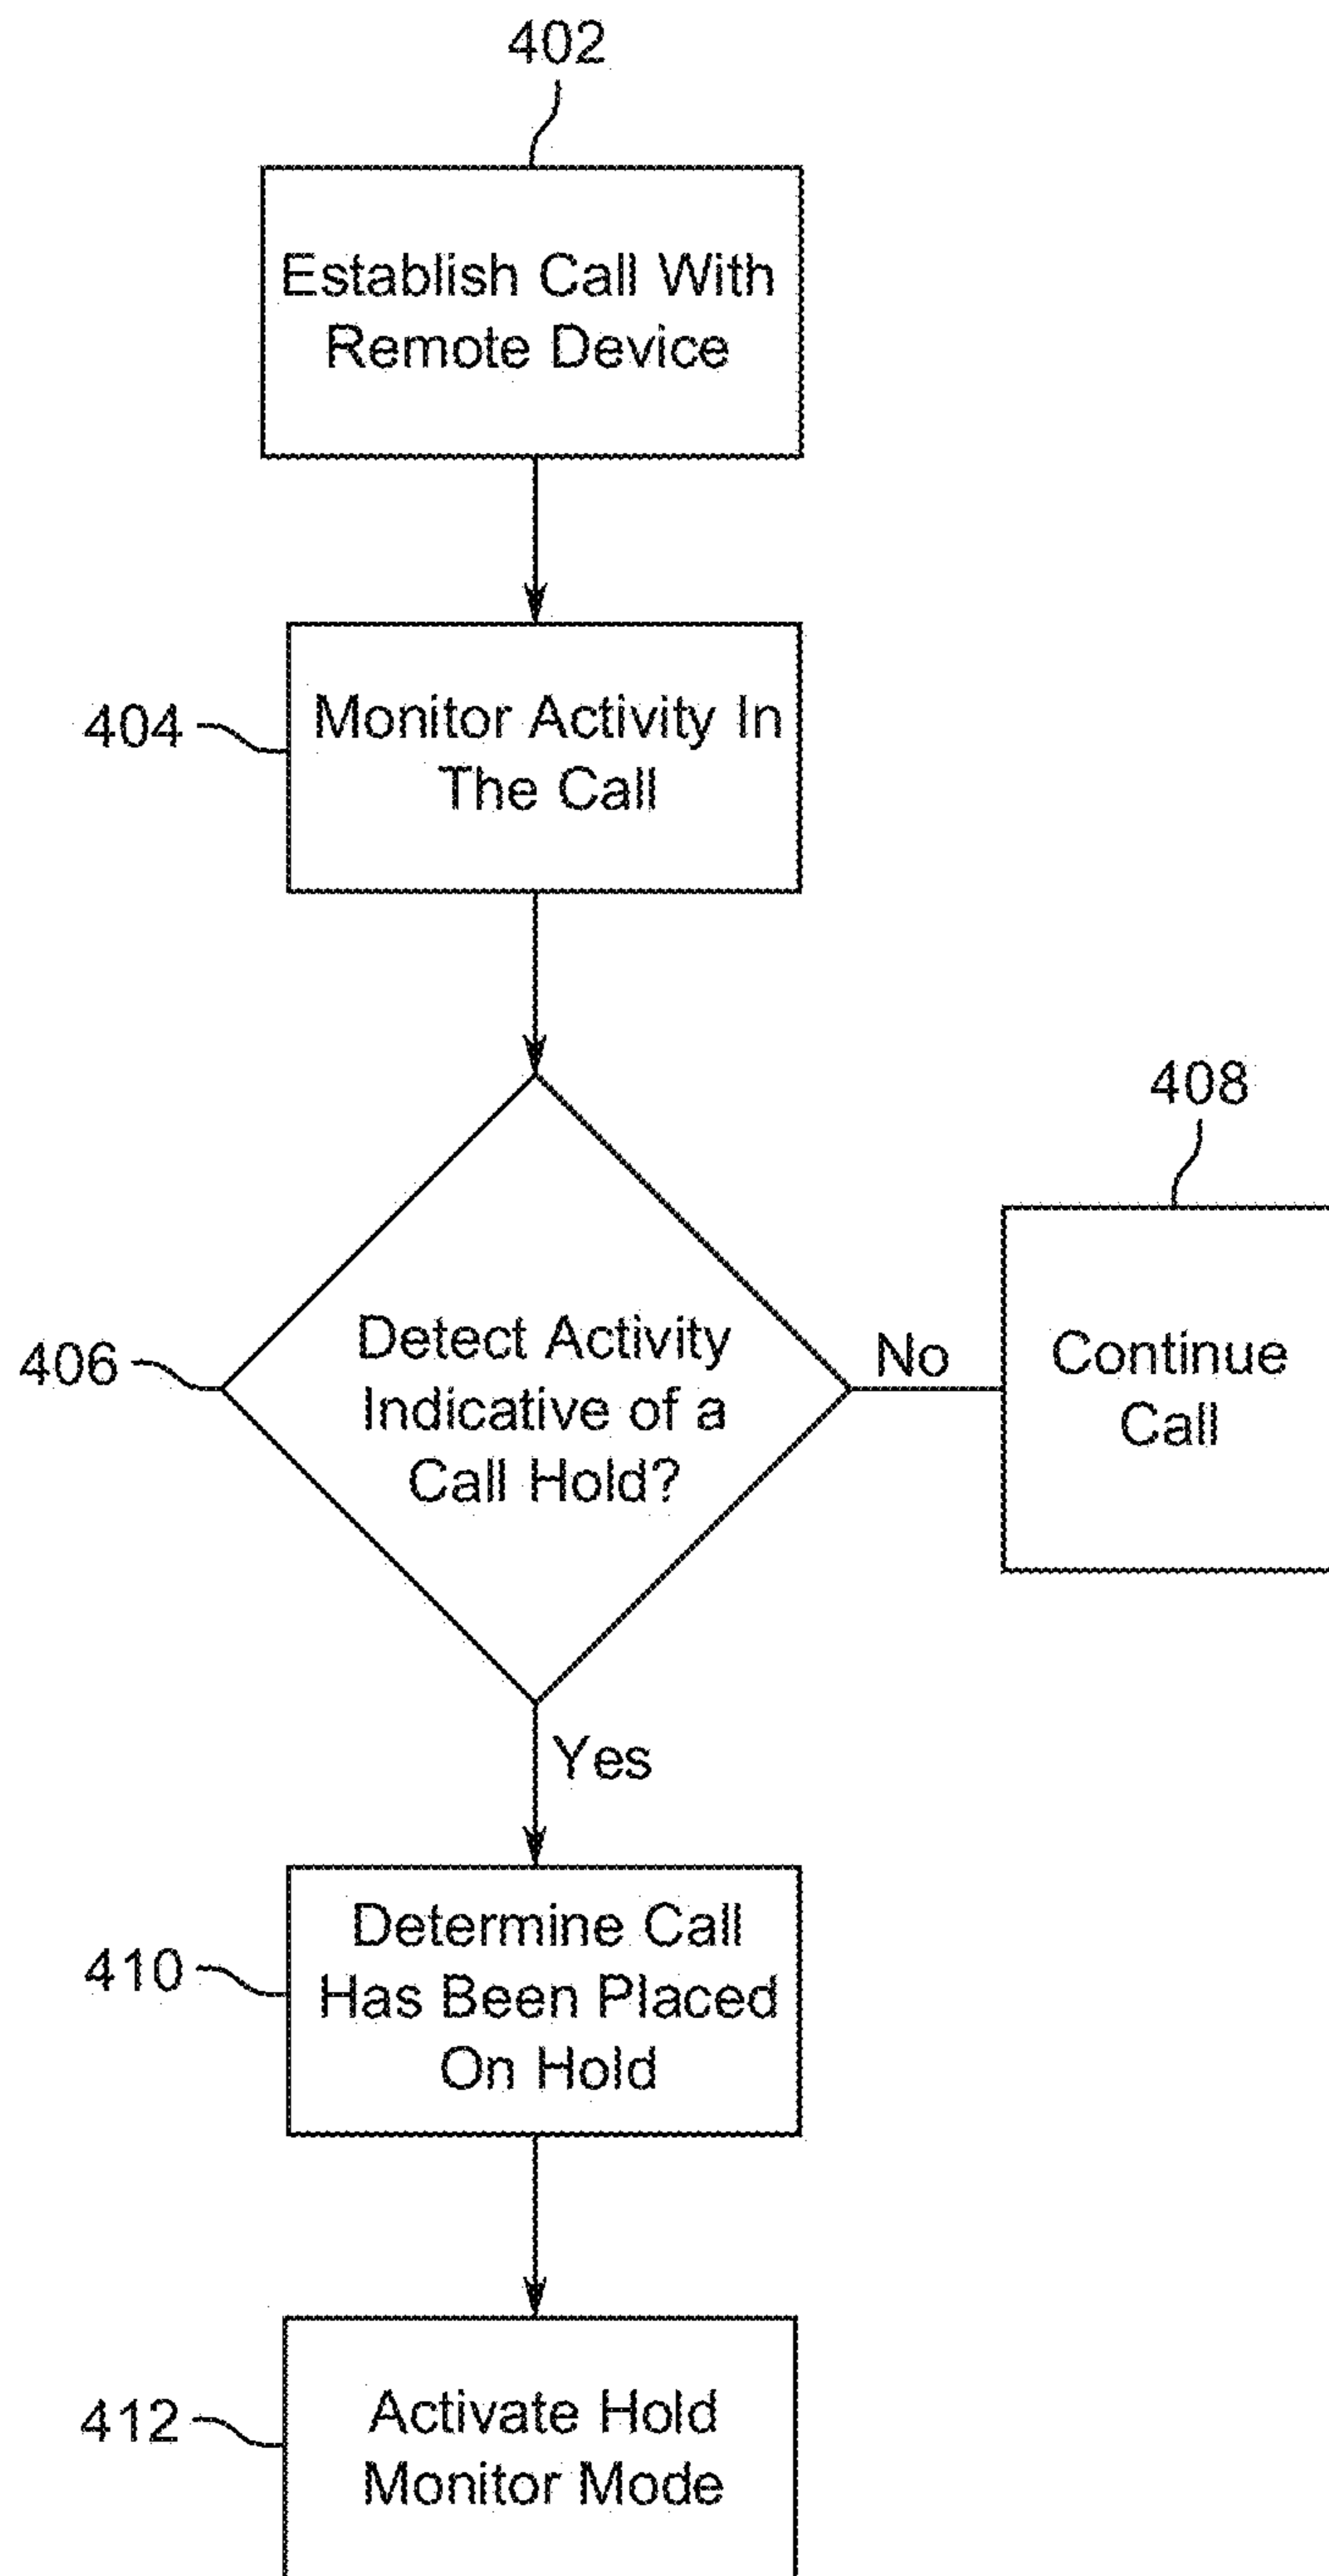 402
Establish Call With
Remote Device
404
Monitor Activity In
The Call
408
406
Detect Activity
Indicative of a
Call Hold?
No
Continue
Call
Yes
410
Determine Call
Has Been Placed
On Hold
412
Activate Hold
Monitor Mode